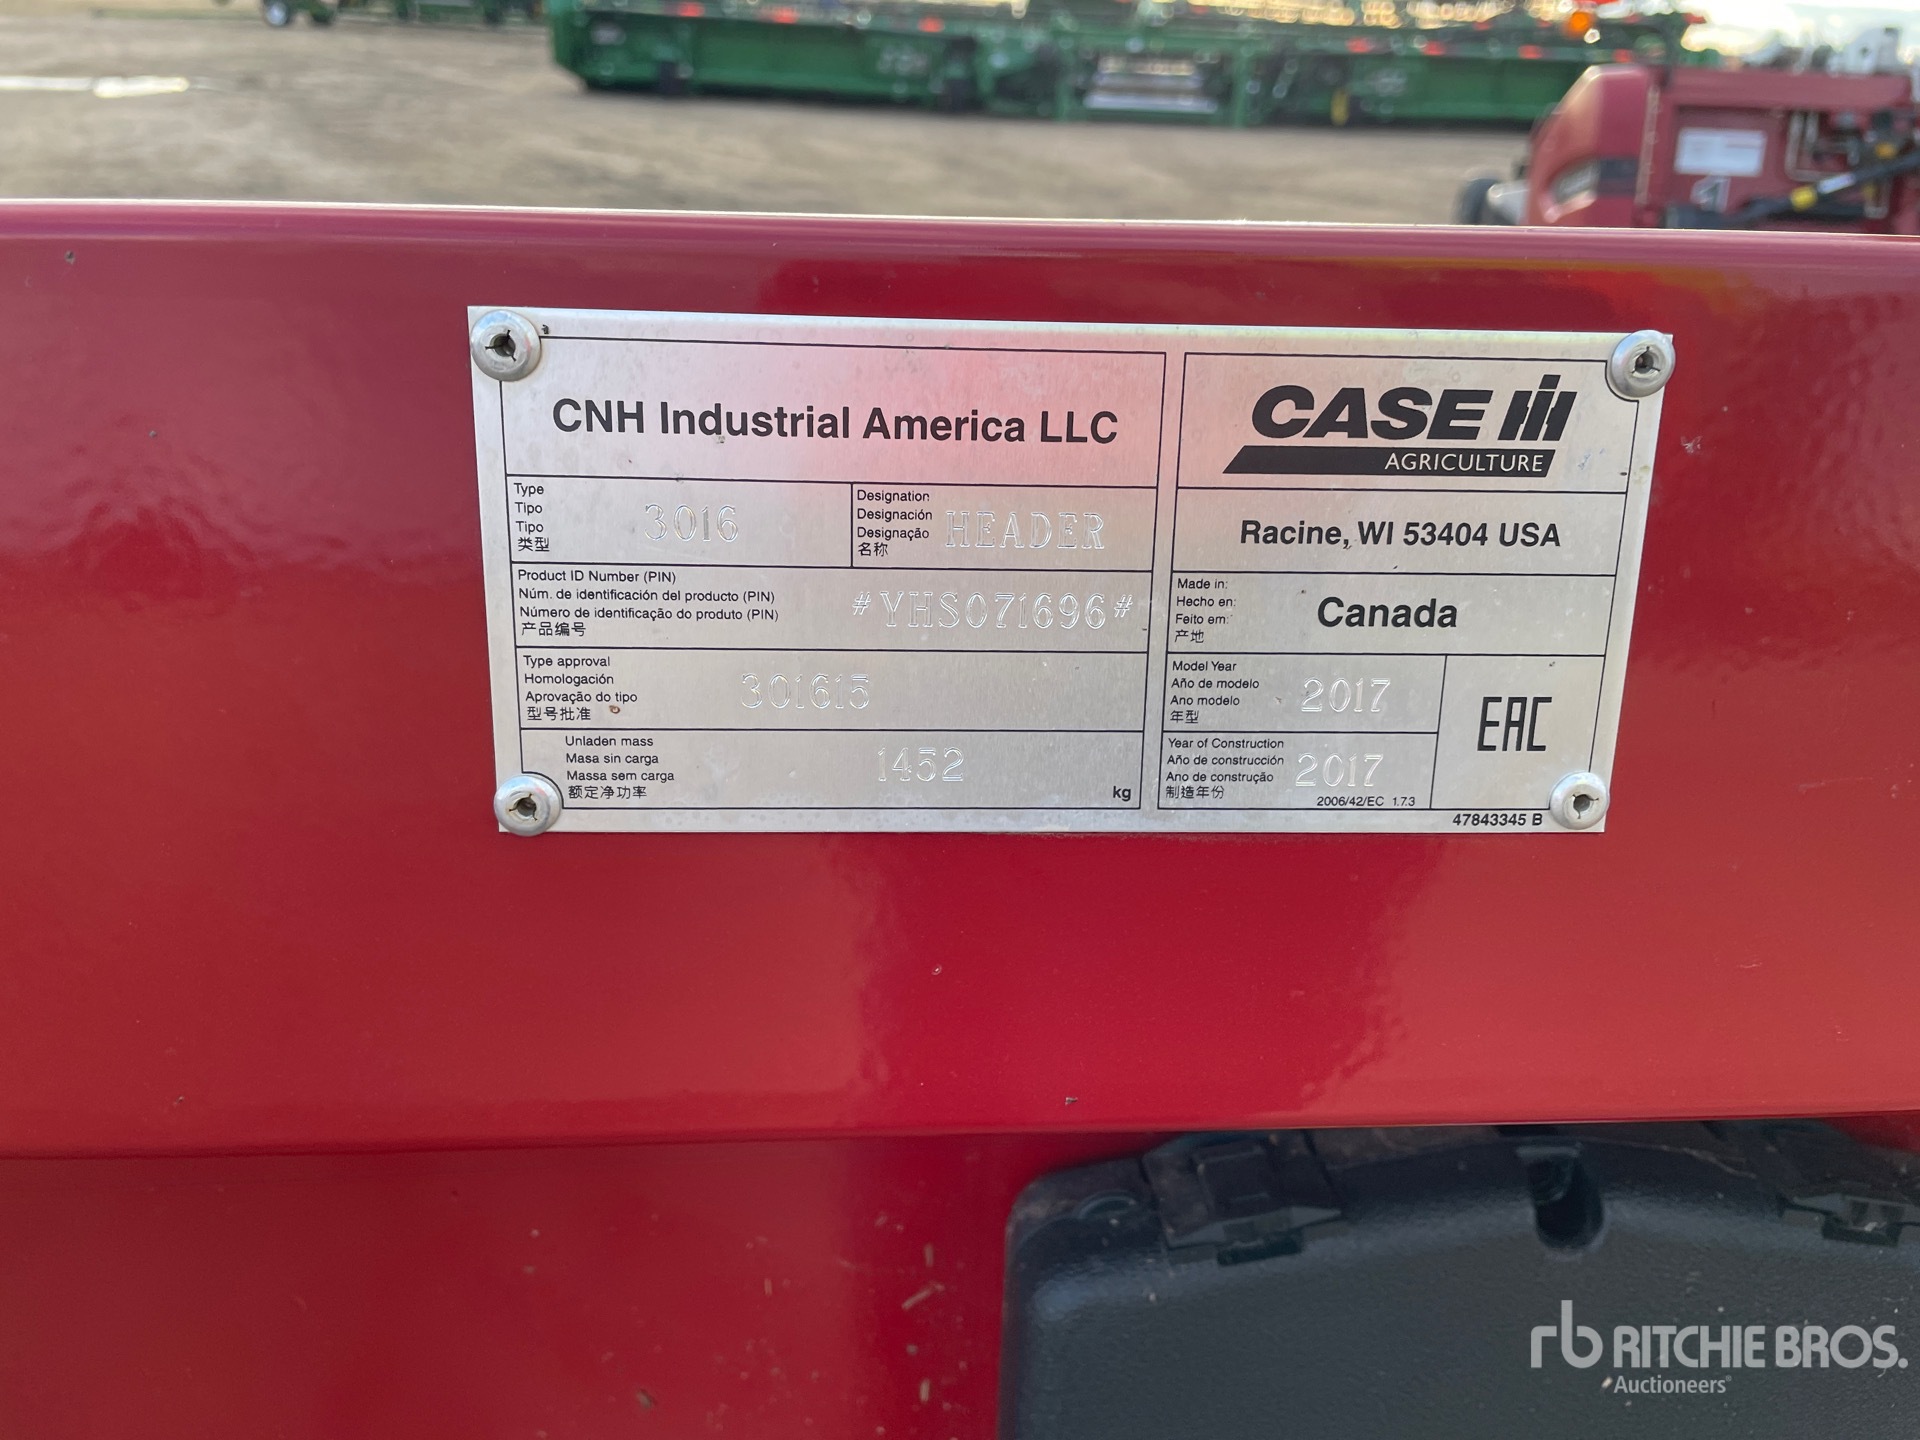 CNH Industrial America LLC
Type
Tipo
Tipo
类型
3016
Designation
Designación
Designação
名称
HEADER
Product ID Number (PIN)
Núm. de identificación del producto (PIN)
Número de identificação do produto (PIN)
产品编号
#YHS071696#
Type approval
Homologación
Aprovação do tipo
型号批准
301615
Unladen mass
Masa sin carga
Massa sem carga
额定净功率
1452
kg
CASE IH
AGRICULTURE
Racine, WI 53404 USA
Made in:
Hecho en:
Feito em:
产地
Canada
Model Year
Año de modelo
Ano modelo
年型
2017
Year of Construction
Año de construcción
Ano de construção
制造年份
2017
2006/42/EC 1.7.3
EAC
47843345 B
rb RITCHIE BROS.
Auctioneers®